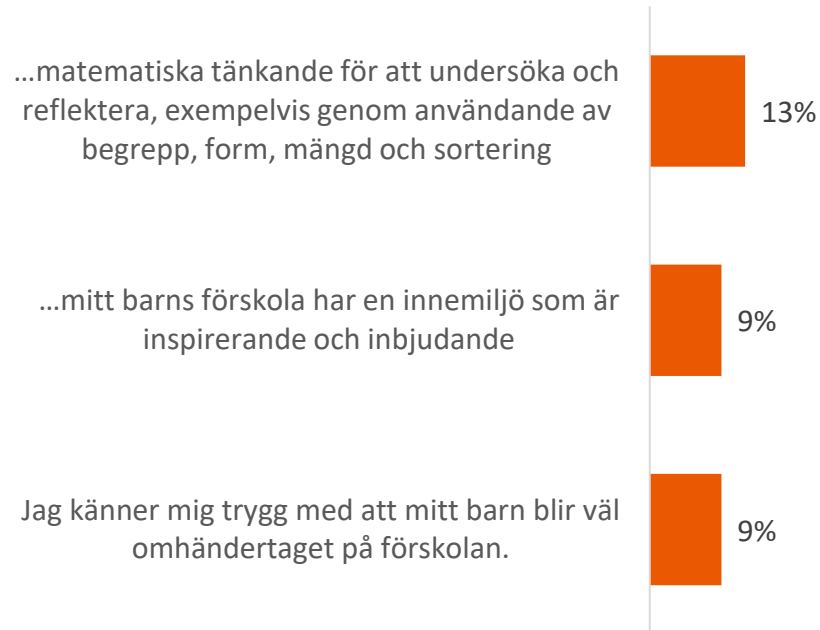 …matematiska tänkande för att undersöka och
reflektera, exempelvis genom användande av
begrepp, form, mängd och sortering
13%
…mitt barns förskola har en innemiljö som är
inspirerande och inbjudande
9%
Jag känner mig trygg med att mitt barn blir väl
omhändertaget på förskolan.
9%